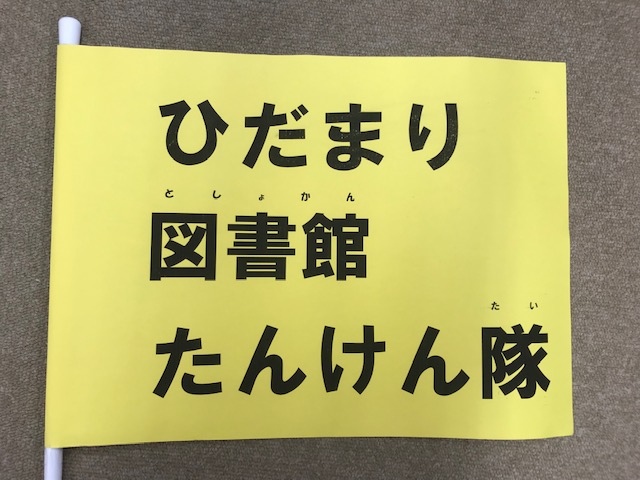 ひだまり
としょかん
図書館
たい
たんけん隊